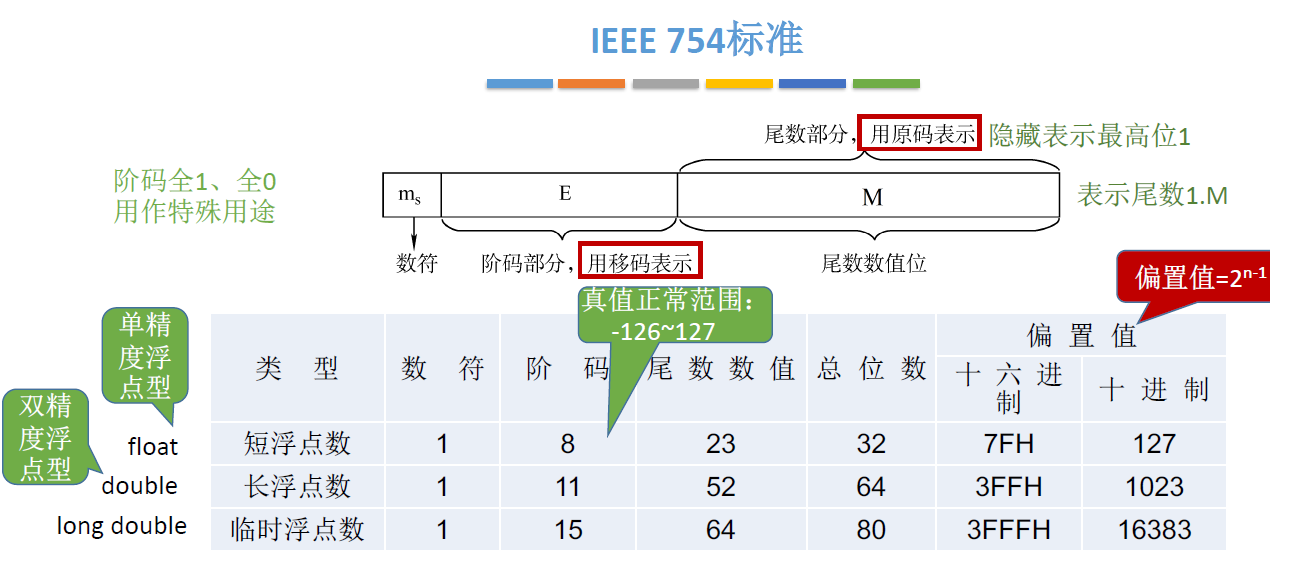 IEEE 754标准
尾数部分，用原码表示 隐藏表示最高位1
阶码全1、全0
用作特殊用途
mₛ E M
表示尾数1.M
数符 阶码部分，用移码表示 尾数数值位
偏置值=2ⁿ⁻¹
真值正常范围：
-126~127
单精
度浮
点型
双精
度浮
点型
类 型 数 符 阶 码 尾 数 数 值 总 位 数 偏 置 值
十 六 进
制
十 进 制
float 短浮点数 1 8 23 32 7FH 127
double 长浮点数 1 11 52 64 3FFH 1023
long double 临时浮点数 1 15 64 80 3FFFH 16383